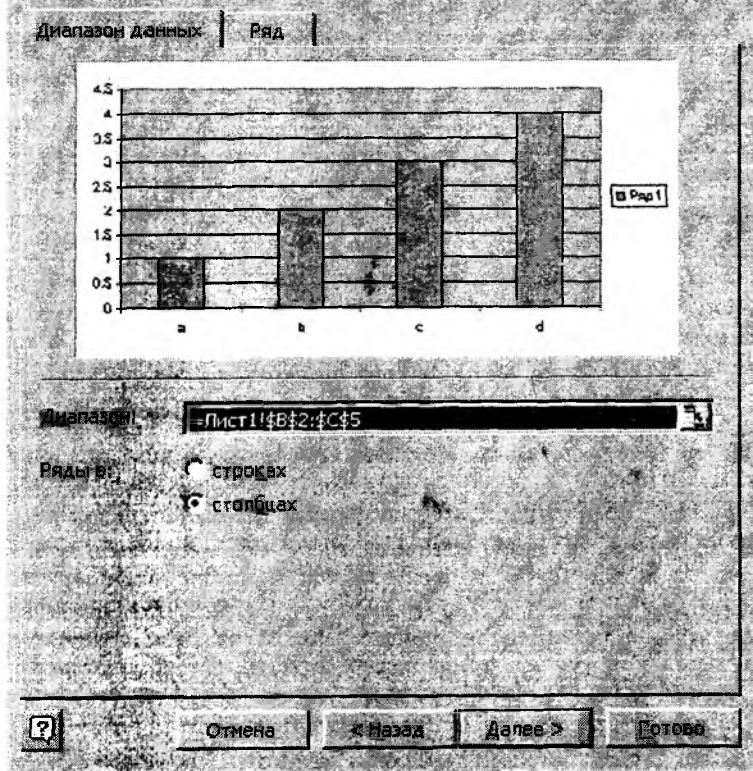 Диапазон данных Ряд
4.5
4
3.5
3
2.5
2
1.5
1
0.5
0
a b c d
Ряд1
Диапазон: =Лист1!$B$2:$C$5
Ряды в: строках
столбцах
? Отмена < Назад Далее > Готово